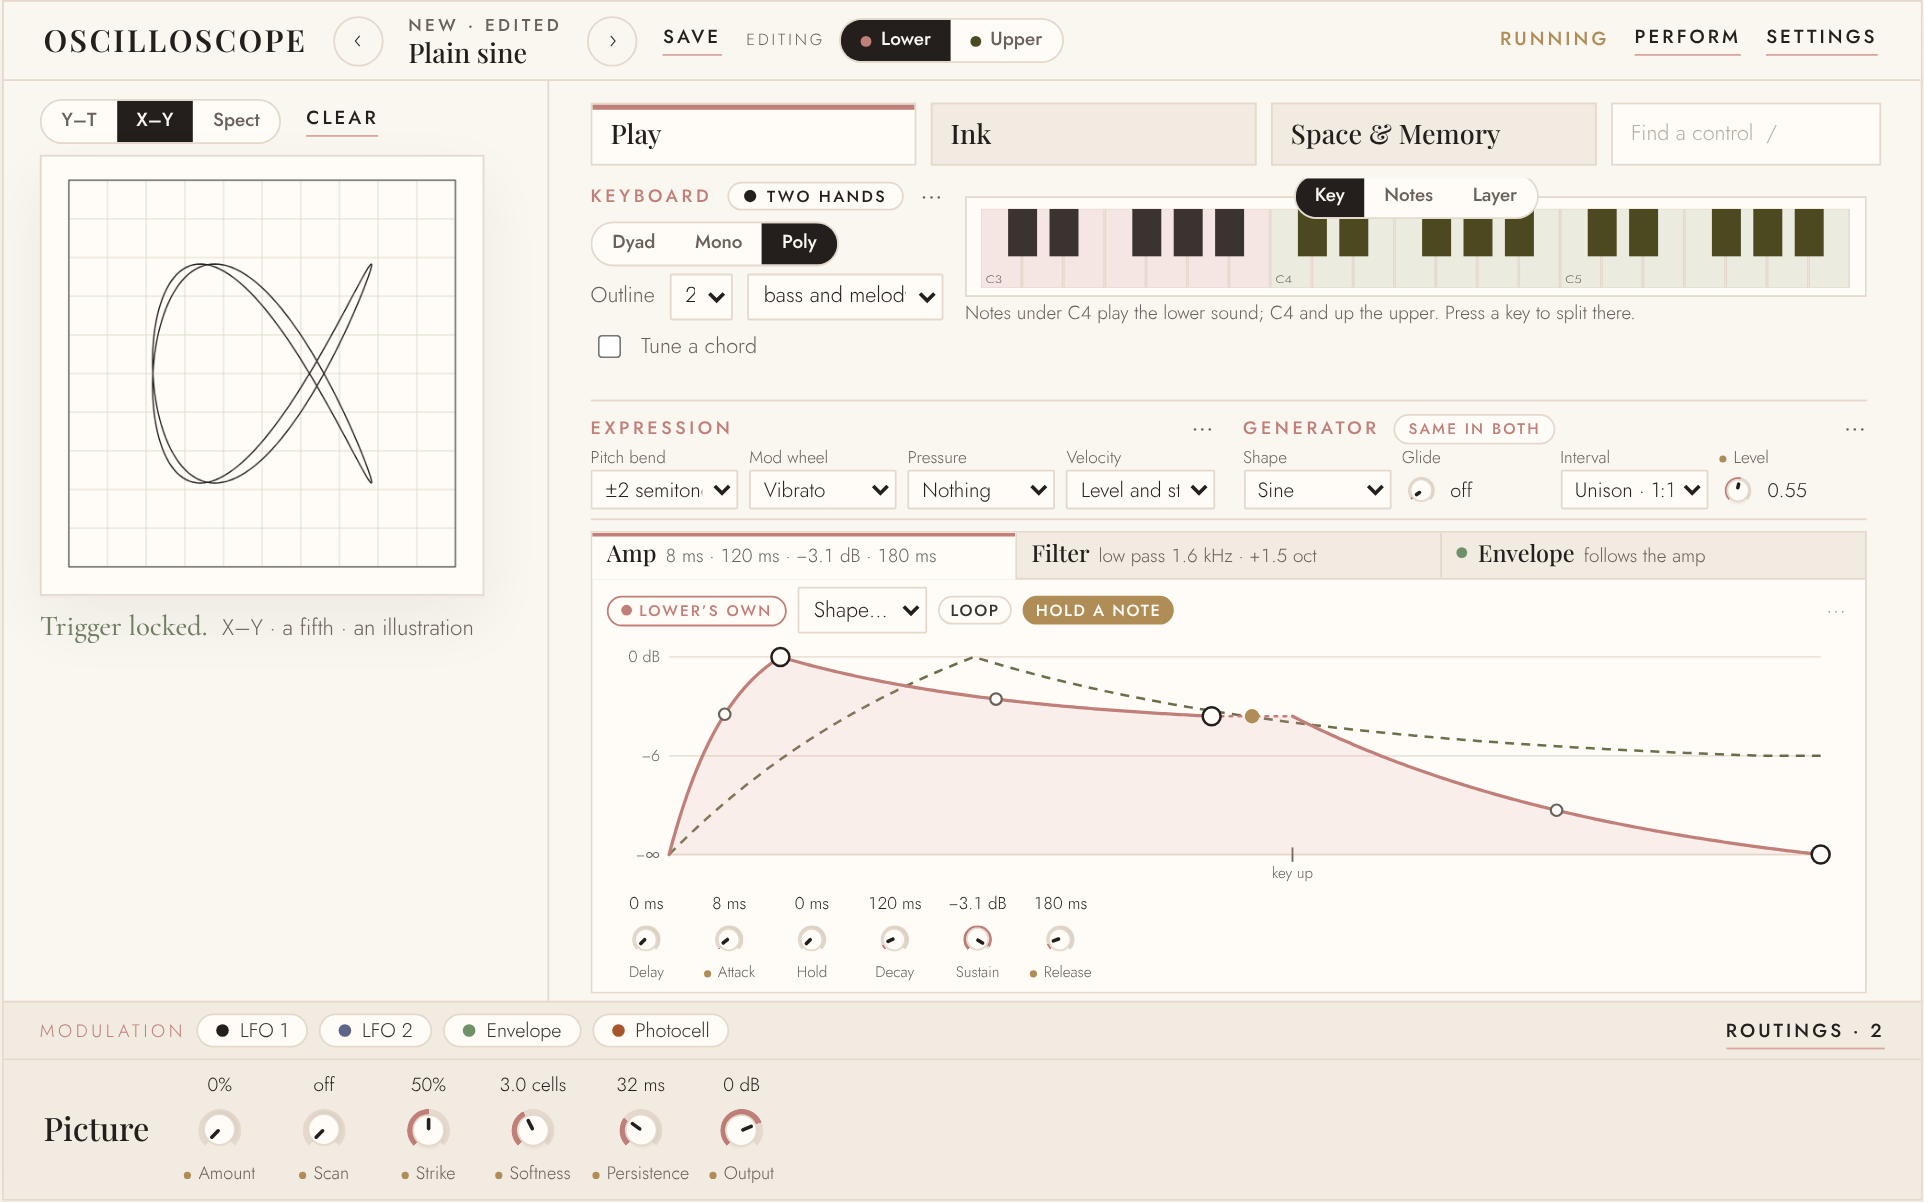 OSCILLOSCOPE
‹
NEW · EDITED
Plain sine
›
SAVE
EDITING
Lower
Upper
RUNNING
PERFORM
SETTINGS
Y–T
X–Y
Spect
CLEAR
Trigger locked. X–Y · a fifth · an illustration
Play
Ink
Space & Memory
Find a control /
KEYBOARD
TWO HANDS
...
Dyad
Mono
Poly
Outline
2
bass and melod
Tune a chord
Key
Notes
Layer
C3
C4
C5
Notes under C4 play the lower sound; C4 and up the upper. Press a key to split there.
EXPRESSION
...
Pitch bend
Mod wheel
Pressure
Velocity
±2 semiton
Vibrato
Nothing
Level and st
GENERATOR
SAME IN BOTH
...
Shape
Glide
Interval
Level
Sine
off
Unison · 1:1
0.55
Amp 8 ms · 120 ms · −3.1 dB · 180 ms
Filter low pass 1.6 kHz · +1.5 oct
Envelope follows the amp
LOWER’S OWN
Shape...
LOOP
HOLD A NOTE
...
0 dB
−6
−∞
key up
0 ms
8 ms
0 ms
120 ms
−3.1 dB
180 ms
Delay
Attack
Hold
Decay
Sustain
Release
MODULATION
LFO 1
LFO 2
Envelope
Photocell
ROUTINGS · 2
Picture
0%
off
50%
3.0 cells
32 ms
0 dB
Amount
Scan
Strike
Softness
Persistence
Output